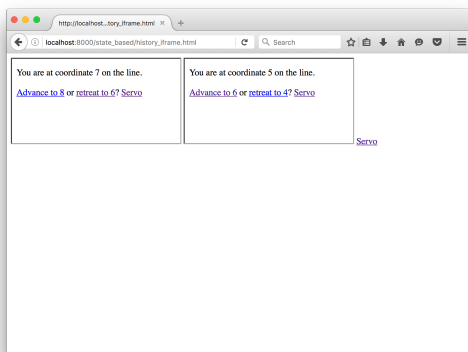 http://localhost...tory_iframe.html
localhost:8000/state_based/history_iframe.html
Search
You are at coordinate 7 on the line.
Advance to 8 or retreat to 6? Servo
You are at coordinate 5 on the line.
Advance to 6 or retreat to 4? Servo
Servo